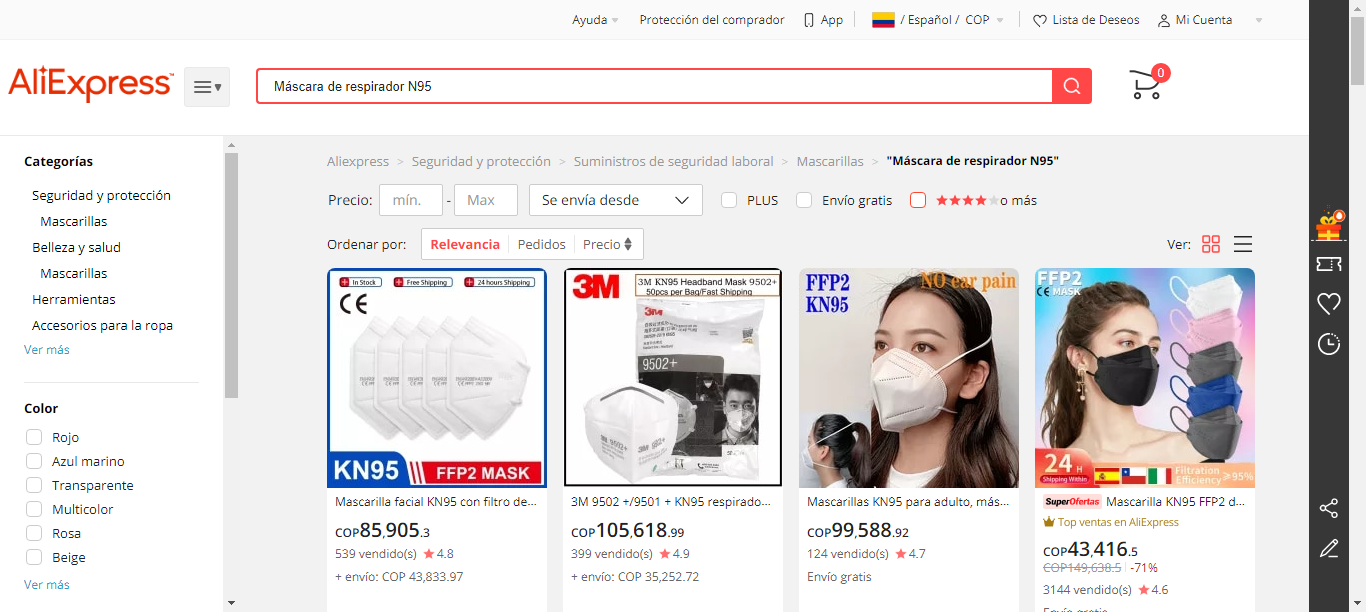 Ayuda
Protección del comprador
App
/ Español / COP
Lista de Deseos
Mi Cuenta
AliExpress
Máscara de respirador N95
0
Categorías
Seguridad y protección
Mascarillas
Belleza y salud
Mascarillas
Herramientas
Accesorios para la ropa
Ver más
Color
Rojo
Azul marino
Transparente
Multicolor
Rosa
Beige
Ver más
Aliexpress > Seguridad y protección > Suministros de seguridad laboral > Mascarillas > "Máscara de respirador N95"
Precio: mín. - Max Se envía desde PLUS Envío gratis o más
Ordenar por: Relevancia Pedidos Precio Ver:
In Stock Free Shipping 24 hours Shipping
CE
KN95 FFP2 MASK
Mascarilla facial KN95 con filtro de...
COP85,905.3
539 vendido(s) 4.8
+ envío: COP 43,833.97
3M 3M KN95 Headband Mask 9502+
50pcs per Bag/Fast Shipping
3M
9502+
3M 9502 +/9501 + KN95 respirado...
COP105,618.99
399 vendido(s) 4.9
+ envío: COP 35,252.72
FFP2 NO ear pain
KN95
Mascarillas KN95 para adulto, más...
COP99,588.92
124 vendido(s) 4.7
Envío gratis
FFP2
CE MASK
24 H
Shipping Within
Filtration
Efficiency ≥95%
SuperOfertas Mascarilla KN95 FFP2 d...
Top ventas en AliExpress
COP43,416.5
COP149,638.5 -71%
3144 vendido(s) 4.6
Envío gratis